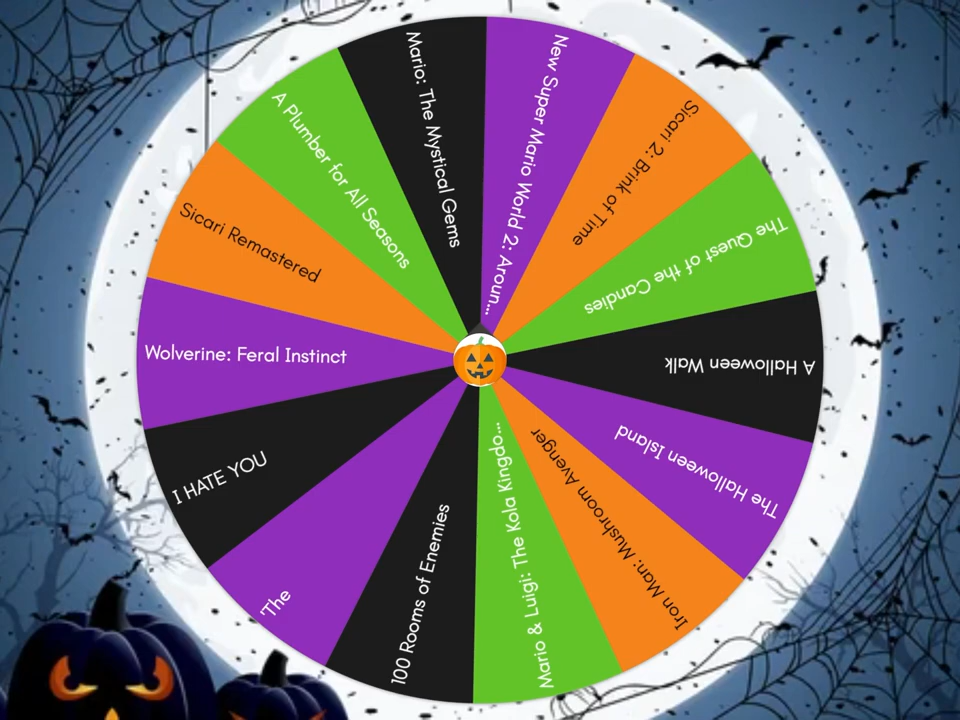 New Super Mario World 2: Aroun...
Sicari 2: Brink of Time
The Quest of the Candies
A Halloween Walk
The Halloween Island
Iron Man: Mushroom Avenger
Mario & Luigi: The Kola Kingdo...
100 Rooms of Enemies
'The
I HATE YOU
Wolverine: Feral Instinct
Sicari Remastered
A Plumber for All Seasons
Mario: The Mystical Gems